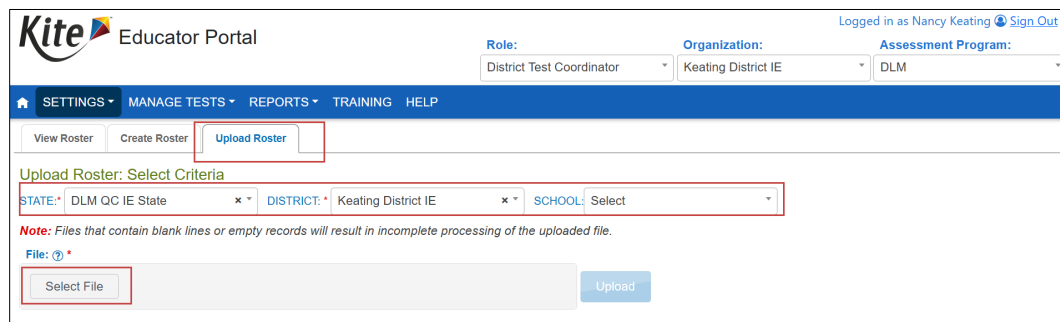 Kite Educator Portal
Logged in as Nancy Keating Sign Out
Role: Organization: Assessment Program:
District Test Coordinator Keating District IE DLM
SETTINGS MANAGE TESTS REPORTS TRAINING HELP
View Roster Create Roster Upload Roster
Upload Roster: Select Criteria
STATE:* DLM QC IE State × DISTRICT: * Keating District IE × SCHOOL: Select
Note: Files that contain blank lines or empty records will result in incomplete processing of the uploaded file.
File: ? *
Select File Upload